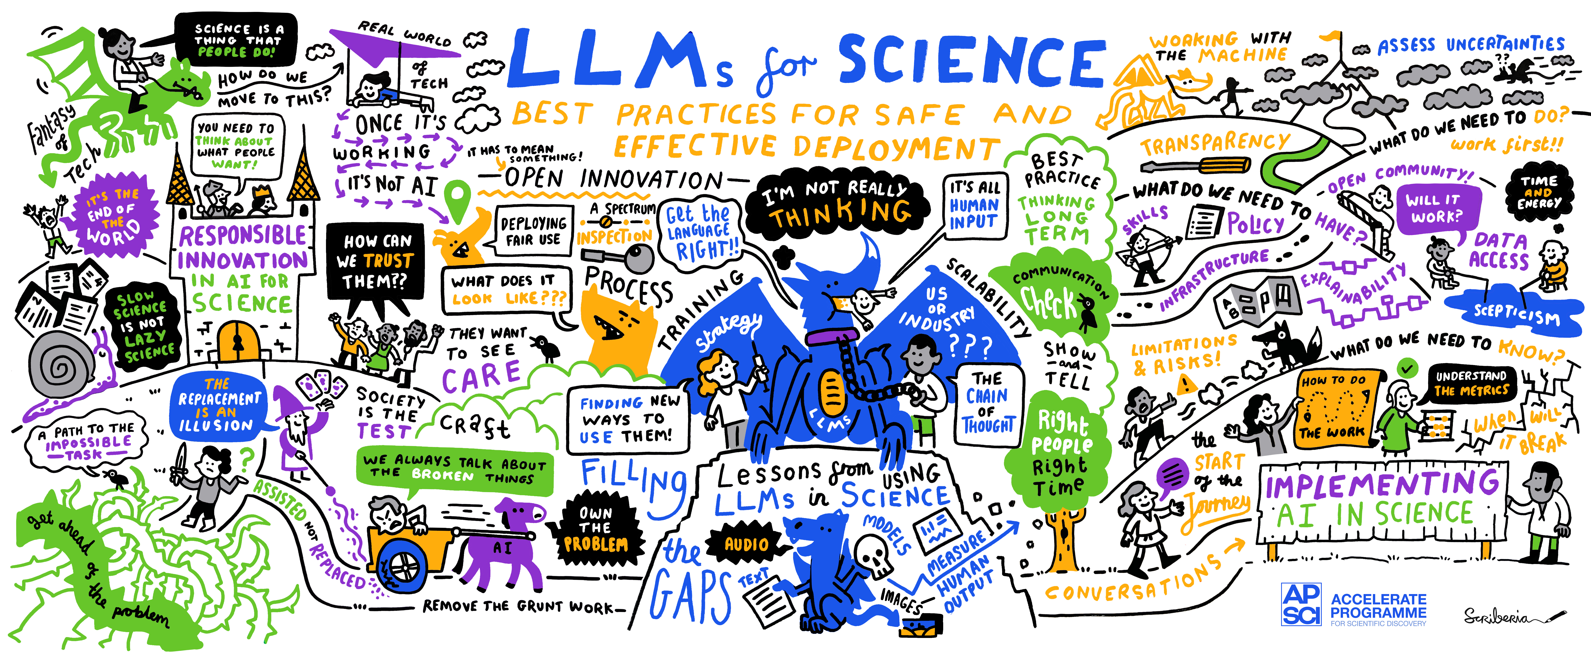 LLMs for SCIENCE
BEST PRACTICES FOR SAFE AND
EFFECTIVE DEPLOYMENT
SCIENCE IS A
THING THAT
PEOPLE DO!
HOW DO WE
MOVE TO THIS?
Fantasy
of
Tech
REAL WORLD
of
TECH
ONCE IT'S
WORKING
IT'S NOT AI
YOU NEED TO
THINK ABOUT
WHAT PEOPLE
WANT!
IT'S THE
END OF
THE
WORLD
RESPONSIBLE
INNOVATION
IN AI FOR
SCIENCE
SLOW
SCIENCE
IS NOT
LAZY
SCIENCE
HOW CAN
WE TRUST
THEM??
IT HAS TO MEAN
SOMETHING!
OPEN INNOVATION
DEPLOYING
FAIR USE
A SPECTRUM
INSPECTION
WHAT DOES IT
LOOK LIKE???
PROCESS
THEY WANT
TO SEE
CARE
SOCIETY
IS THE
TEST
craft
THE
REPLACEMENT
IS AN
ILLUSION
A PATH TO THE
IMPOSSIBLE
TASK
?
ASSISTED NOT REPLACED
get ahead of the problem
WE ALWAYS TALK ABOUT
THE BROKEN THINGS
AI
OWN
THE
PROBLEM
REMOVE THE GRUNT WORK
Get the
LANGUAGE
RIGHT!!
I'M NOT REALLY
THINKING
IT'S ALL
HUMAN
INPUT
TRAINING
Strategy
SCALABILITY
US
or
INDUSTRY
???
LLMs
THE
CHAIN
OF
THOUGHT
FINDING NEW
WAYS TO
USE THEM!
FILLING
the
GAPS
Lessons from USING
LLMs in SCIENCE
AUDIO
TEXT
MODELS
IMAGES
MEASURE
HUMAN
OUTPUT
BEST
PRACTICE
THINKING
LONG
TERM
COMMUNICATION
Check
SHOW
and
TELL
Right
people
Right
Time
WORKING WITH
THE MACHINE
ASSESS UNCERTAINTIES
??
TRANSPARENCY
WHAT DO WE NEED TO DO?
work first!!
WHAT DO WE NEED TO HAVE?
SKILLS
POLICY
INFRASTRUCTURE
OPEN COMMUNITY!
WILL IT
WORK?
TIME
AND
ENERGY
DATA
ACCESS
EXPLAINABILITY
SCEPTICISM
LIMITATIONS
& RISKS!
WHAT DO WE NEED TO KNOW?
HOW TO DO
THE WORK
UNDERSTAND
THE METRICS
When WILL
IT BREAK
the
START
of the
Journey
CONVERSATIONS
IMPLEMENTING
AI IN SCIENCE
AP
SCI
ACCELERATE
PROGRAMME
FOR SCIENTIFIC DISCOVERY
Scriberia